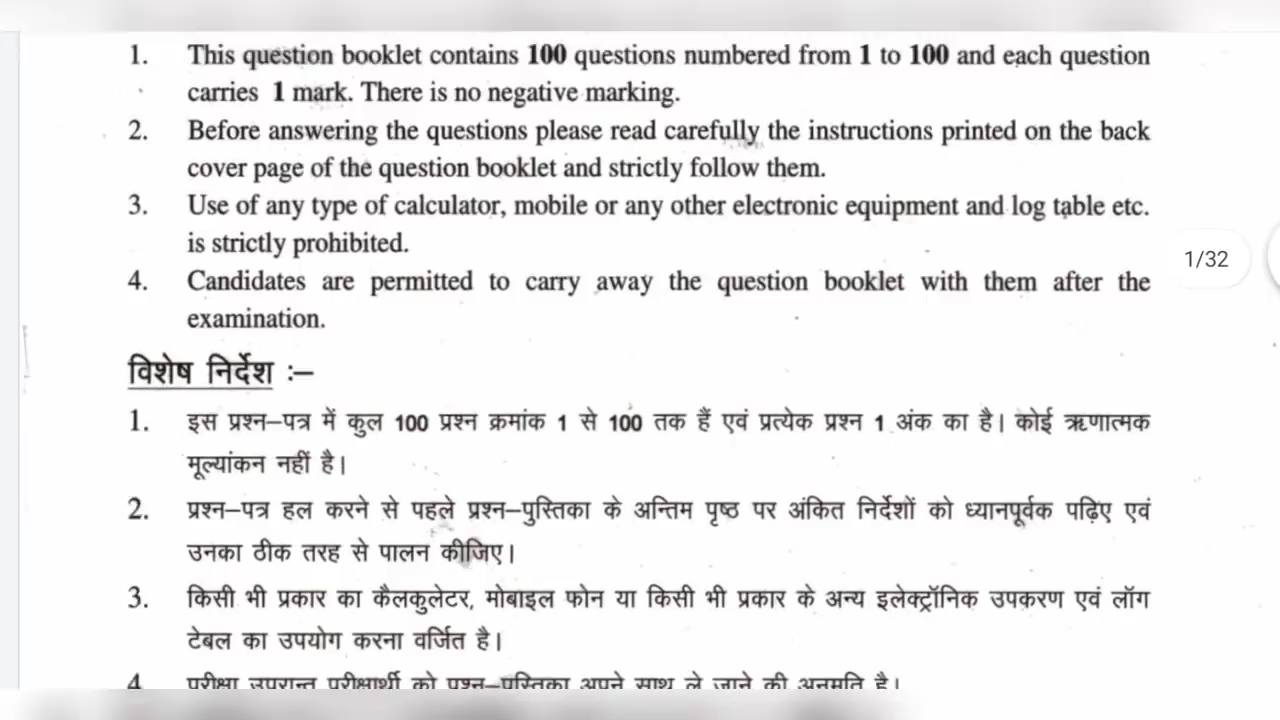 1. This question booklet contains 100 questions numbered from 1 to 100 and each question
carries 1 mark. There is no negative marking.
2. Before answering the questions please read carefully the instructions printed on the back
cover page of the question booklet and strictly follow them.
3. Use of any type of calculator, mobile or any other electronic equipment and log table etc.
is strictly prohibited.
1/32
4. Candidates are permitted to carry away the question booklet with them after the
examination.
विशेष निर्देश :–
1. इस प्रश्न–पत्र में कुल 100 प्रश्न क्रमांक 1 से 100 तक हैं एवं प्रत्येक प्रश्न 1 अंक का है। कोई ऋणात्मक
मूल्यांकन नहीं है।
2. प्रश्न–पत्र हल करने से पहले प्रश्न–पुस्तिका के अन्तिम पृष्ठ पर अंकित निर्देशों को ध्यानपूर्वक पढ़िए एवं
उनका ठीक तरह से पालन कीजिए।
3. किसी भी प्रकार का कैलकुलेटर, मोबाइल फोन या किसी भी प्रकार के अन्य इलेक्ट्रॉनिक उपकरण एवं लॉग
टेबल का उपयोग करना वर्जित है।
4. परीक्षा उपरान्त परीक्षार्थी को प्रश्न–पुस्तिका अपने साथ ले जाने की अनुमति है।